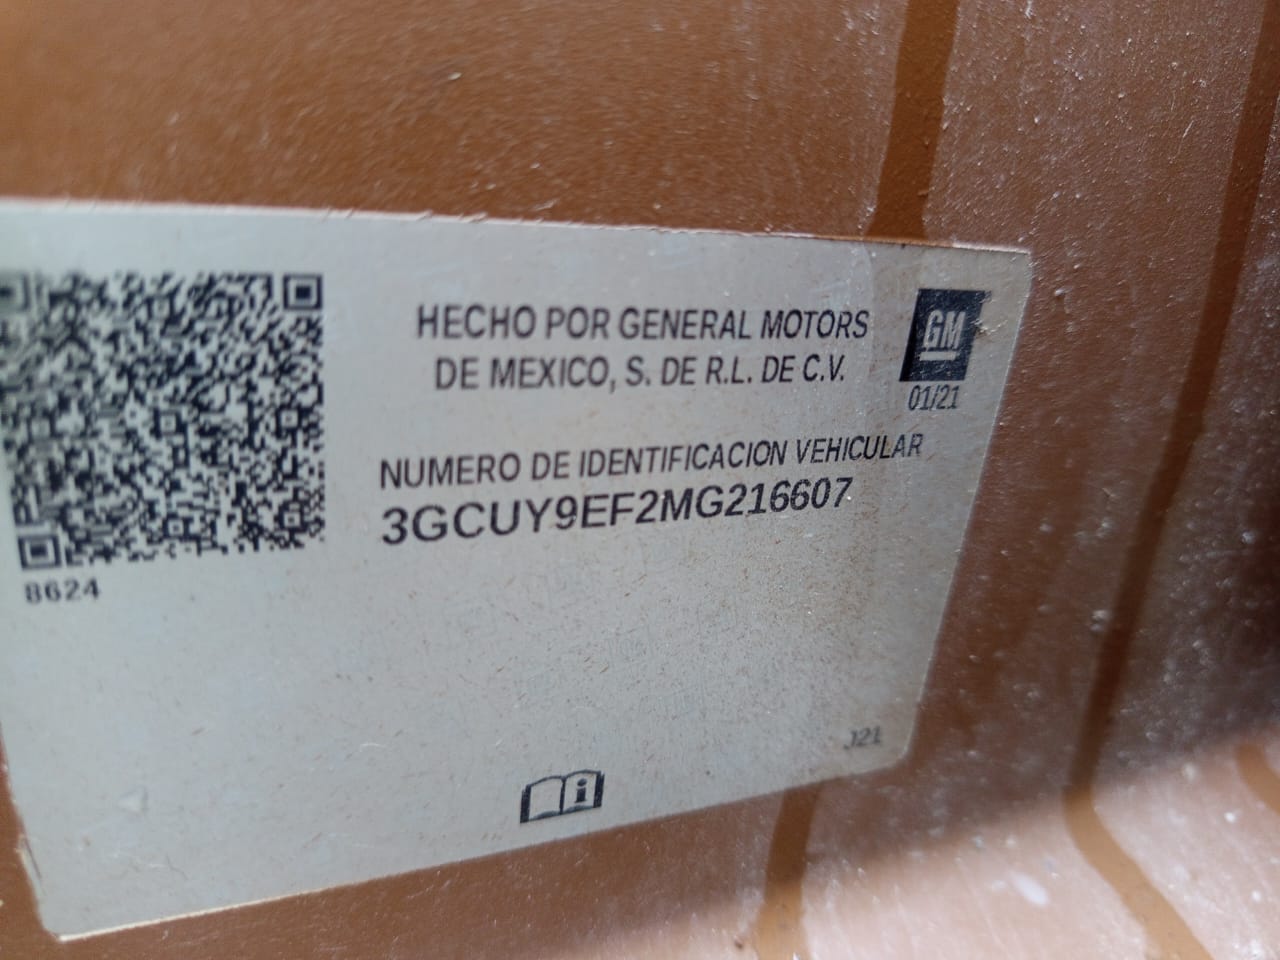 HECHO POR GENERAL MOTORS
DE MEXICO, S. DE R.L. DE C.V.
GM
01/21
NUMERO DE IDENTIFICACION VEHICULAR
3GCUY9EF2MG216607
8624
J21